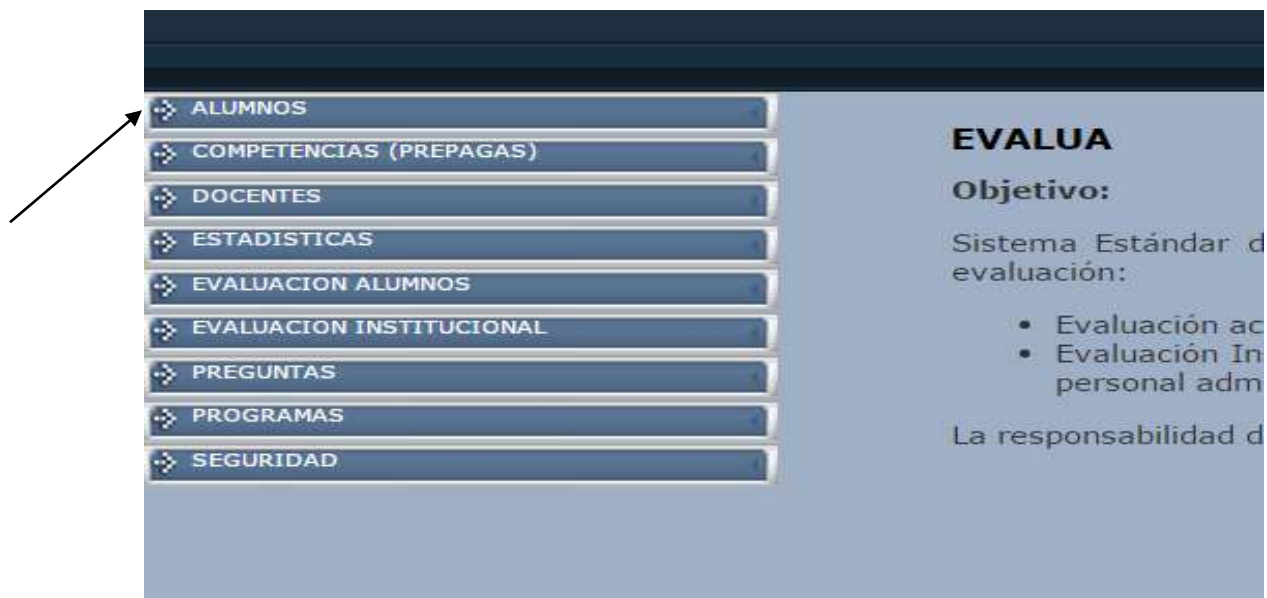 ALUMNOS
COMPETENCIAS (PREPAGAS)
DOCENTES
ESTADISTICAS
EVALUACION ALUMNOS
EVALUACION INSTITUCIONAL
PREGUNTAS
PROGRAMAS
SEGURIDAD
EVALUA
Objetivo:
Sistema Estándar d
evaluación:
• Evaluación ac
• Evaluación In
personal adm
La responsabilidad d